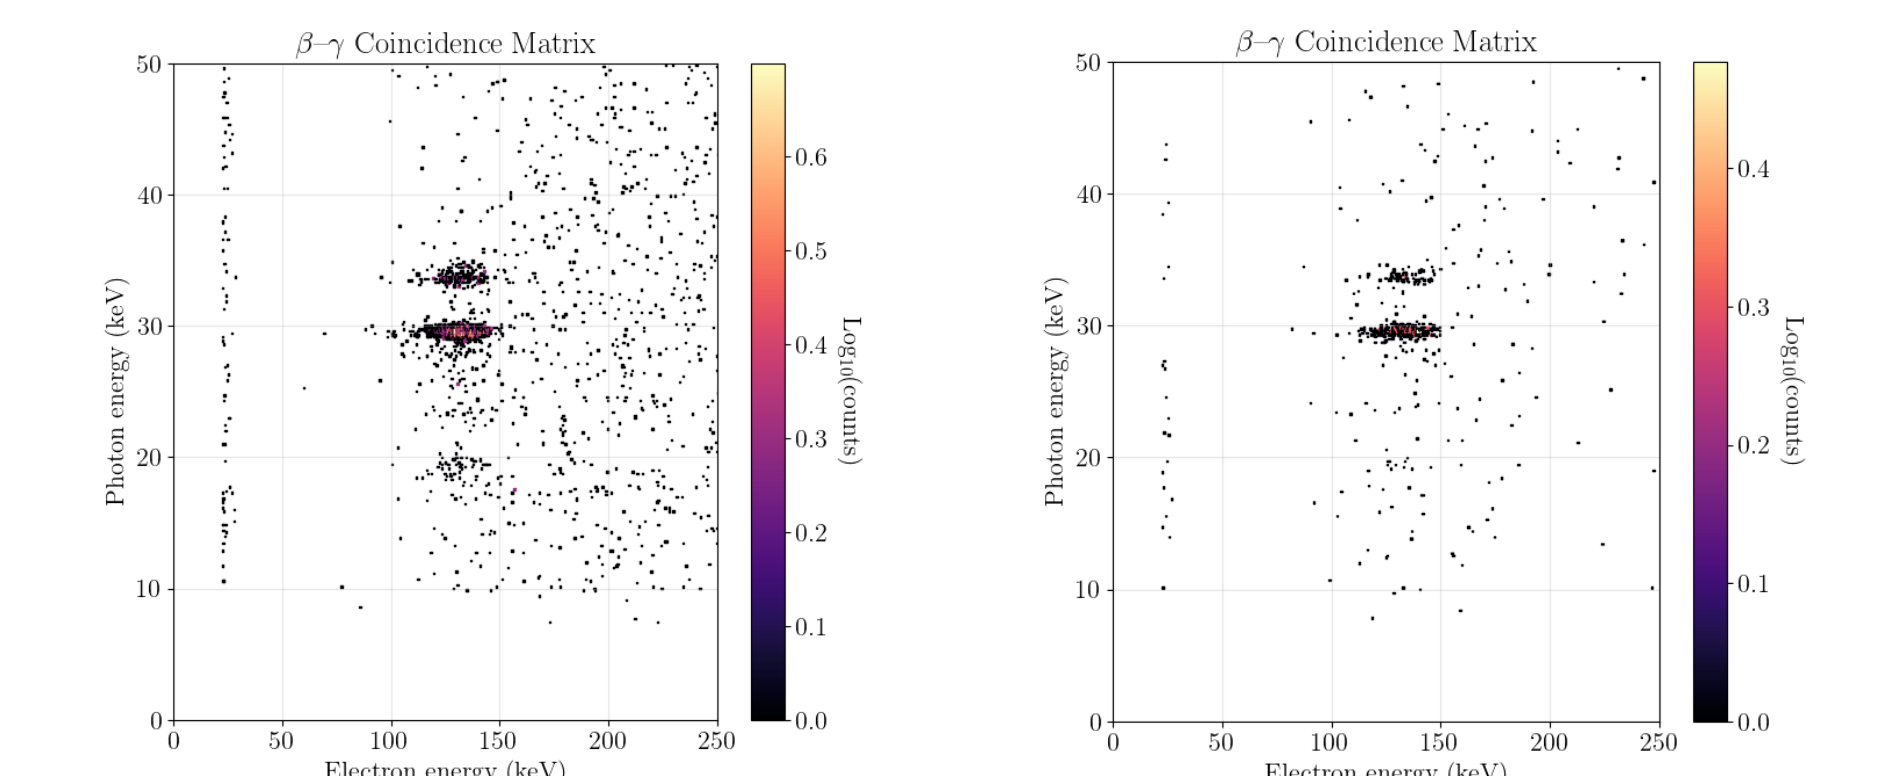 β–γ Coincidence Matrix
50
40
30
20
10
0
Photon energy (keV)
0 50 100 150 200 250
Electron energy (keV)
0.6
0.5
0.4
0.3
0.2
0.1
0.0
Log10(counts)
β–γ Coincidence Matrix
50
40
30
20
10
0
Photon energy (keV)
0 50 100 150 200 250
Electron energy (keV)
0.4
0.3
0.2
0.1
0.0
Log10(counts)